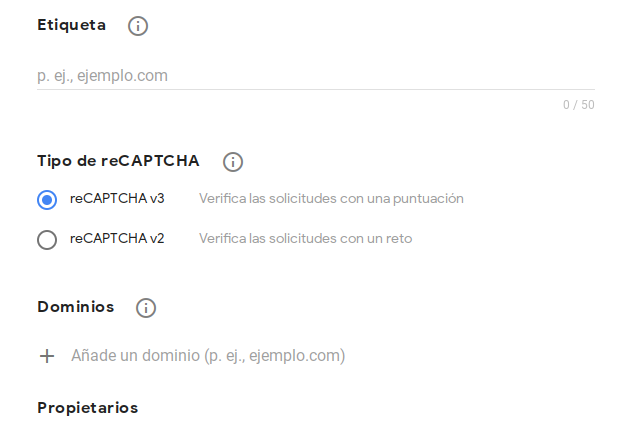 Etiqueta
p. ej., ejemplo.com
0 / 50
Tipo de reCAPTCHA
reCAPTCHA v3 Verifica las solicitudes con una puntuación
reCAPTCHA v2 Verifica las solicitudes con un reto
Dominios
Añade un dominio (p. ej., ejemplo.com)
Propietarios